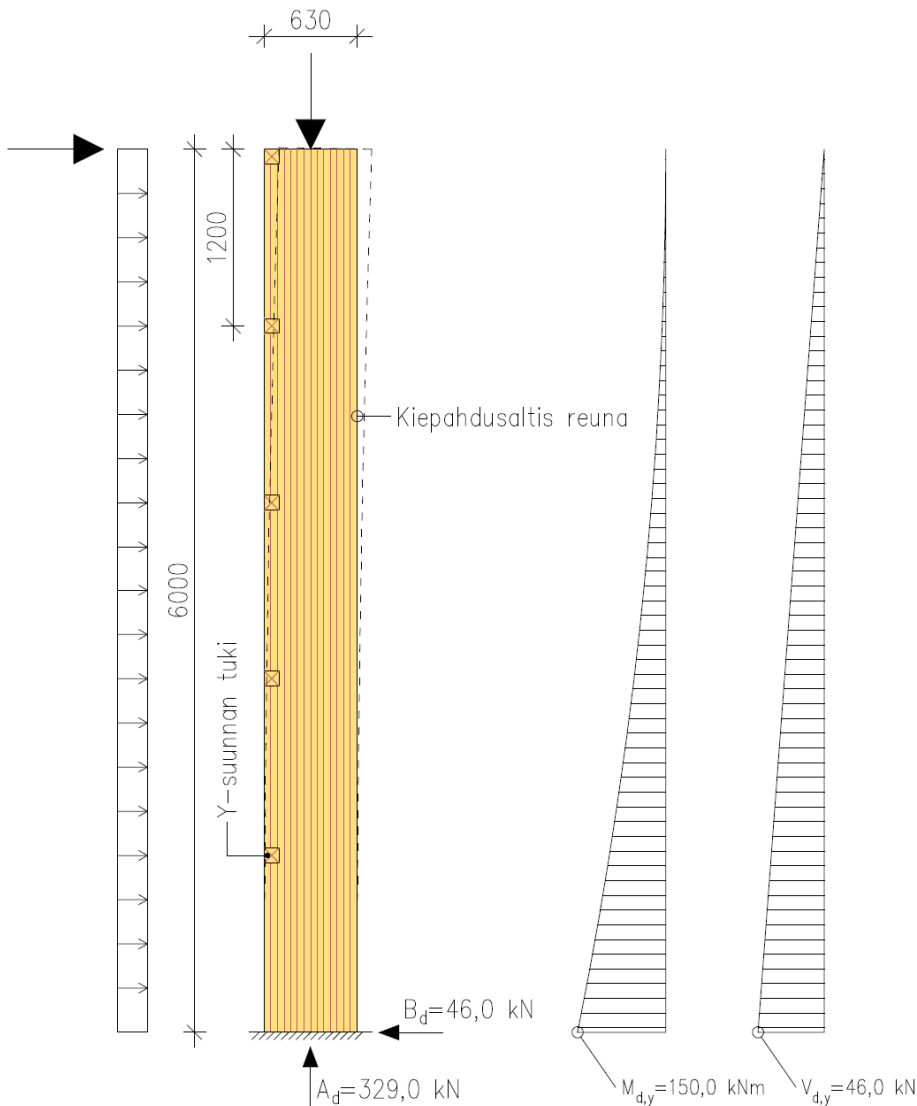 630
1200
6000
Kiepahdusaltis reuna
Y-suunnan tuki
B_d=46,0 kN
A_d=329,0 kN
M_d,y=150,0 kNm
V_d,y=46,0 kN